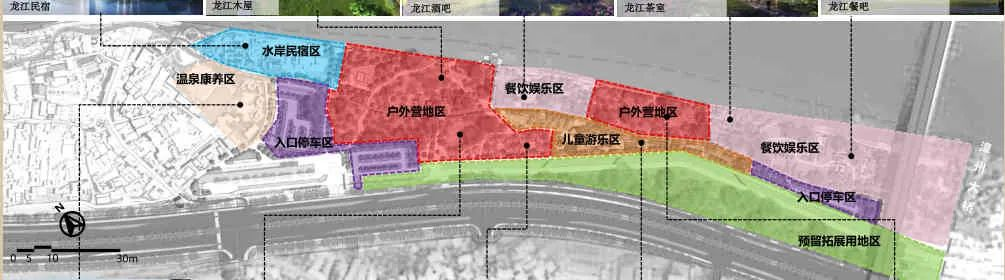 龙江民宿
龙江木屋
龙江酒吧
龙江茶室
龙江餐吧
水岸民宿区
温泉康养区
入口停车区
户外营地区
餐饮娱乐区
户外营地区
儿童游乐区
餐饮娱乐区
入口停车区
预留拓展用地区
N
0 5 10 30m